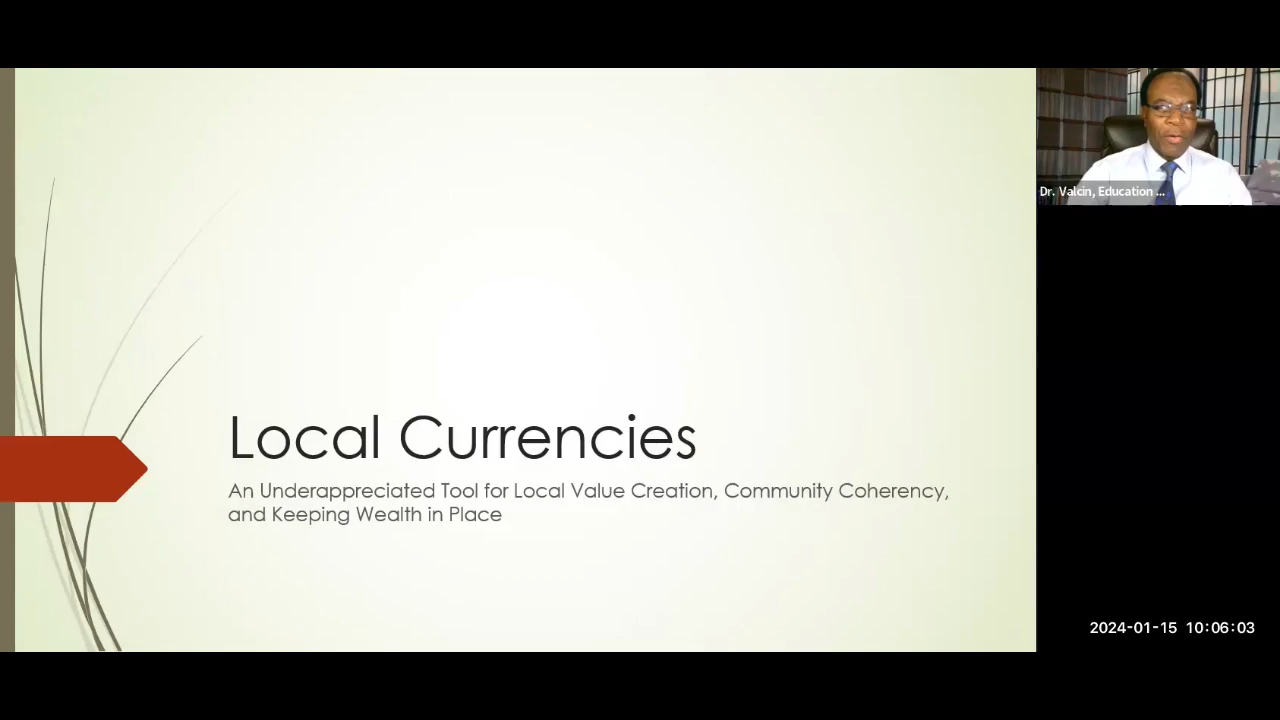 Local Currencies
An Underappreciated Tool for Local Value Creation, Community Coherency,
and Keeping Wealth in Place
Dr. Valcin, Education ...
2024-01-15 10:06:03